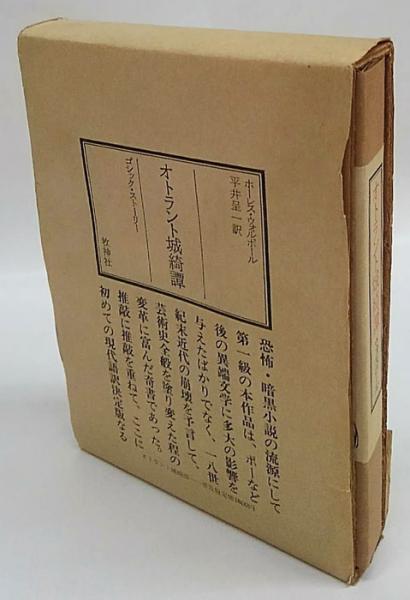 ホーレス・ウォルポール
平井呈一訳
オトラント城綺譚
ゴシック・ストーリー
牧神社
恐怖・暗黒小説の流源にして
第一級の本作品は、ポーなど
後の異端文学に多大の影響を
与えたばかりでなく、一八世
紀末近代の崩壊を予言して、
芸術史全般を塗り変えた程の
変革に富んだ奇書であった。
推敲に推敲を重ねて、ここに
初めての現代語訳決定版なる